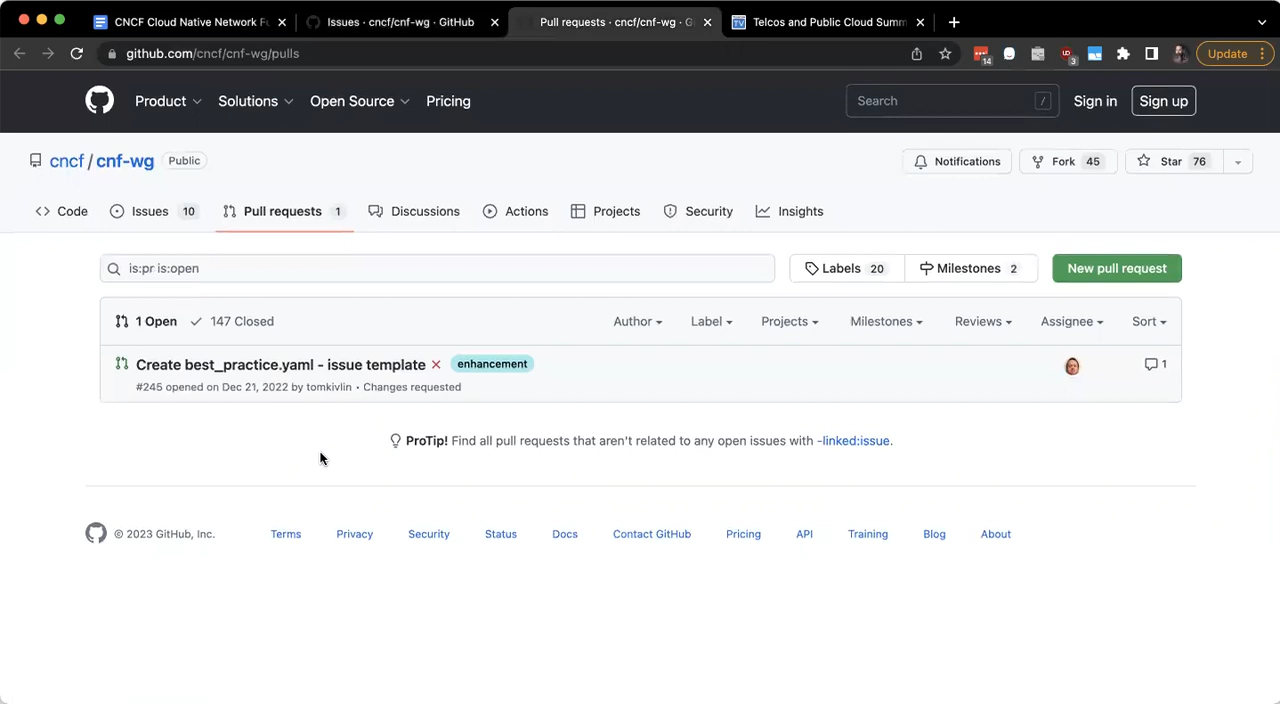 CNCF Cloud Native Network Fu
Issues · cncf/cnf-wg · GitHub
Pull requests · cncf/cnf-wg · G
Telcos and Public Cloud Summ
github.com/cncf/cnf-wg/pulls
14
3
Update
Product
Solutions
Open Source
Pricing
Search
/
Sign in
Sign up
cncf / cnf-wg
Public
Notifications
Fork 45
Star 76
Code
Issues 10
Pull requests 1
Discussions
Actions
Projects
Security
Insights
is:pr is:open
Labels 20
Milestones 2
New pull request
1 Open
147 Closed
Author
Label
Projects
Milestones
Reviews
Assignee
Sort
Create best_practice.yaml - issue template
enhancement
1
#245 opened on Dec 21, 2022 by tomkivlin • Changes requested
ProTip! Find all pull requests that aren't related to any open issues with -linked:issue.
© 2023 GitHub, Inc.
Terms
Privacy
Security
Status
Docs
Contact GitHub
Pricing
API
Training
Blog
About